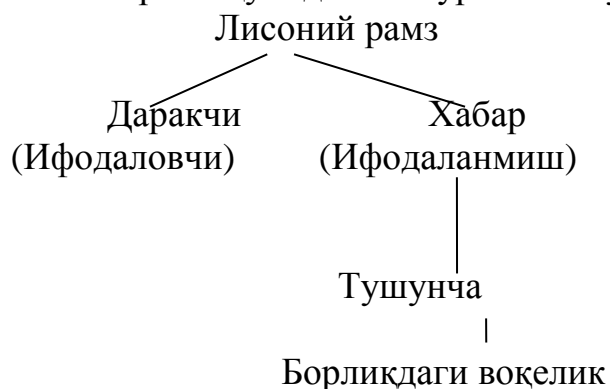 Лисоний рамз
Даракчи Хабар
(Ифодаловчи) (Ифодаланмиш)
Тушунча
Борлиқдаги воқелик